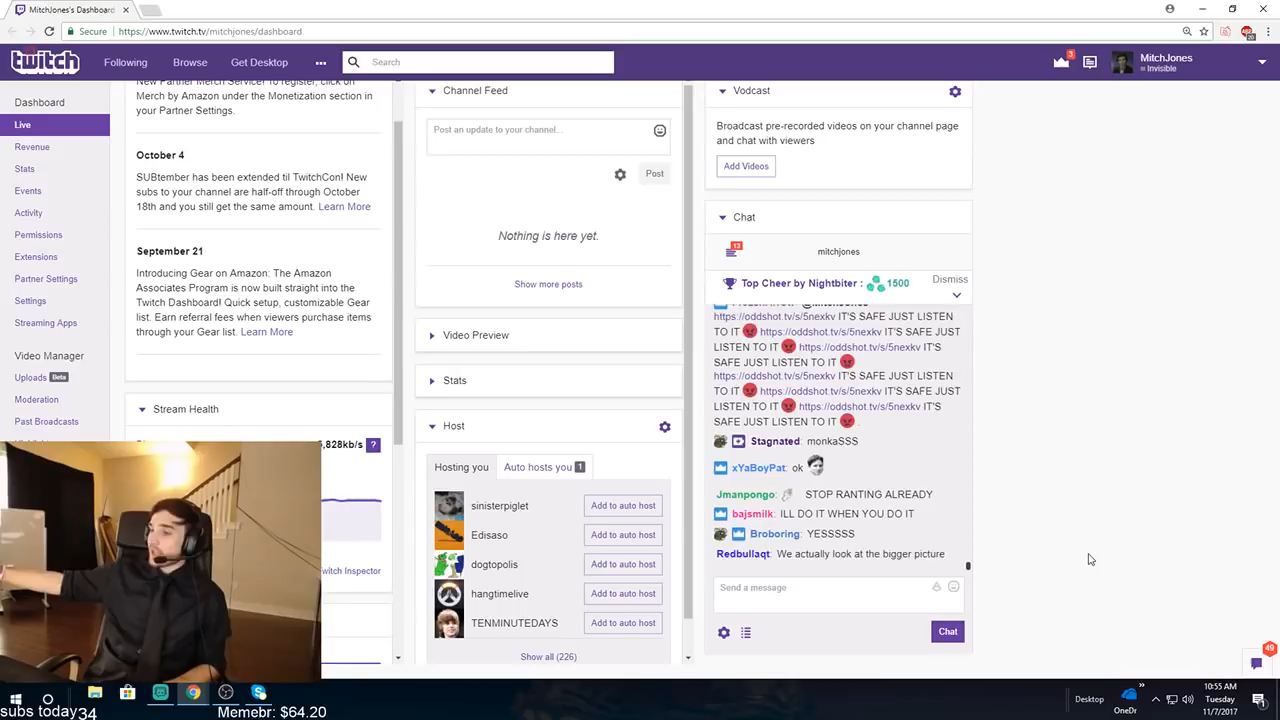 MitchJones's Dashboard
Secure
https://www.twitch.tv/mitchjones/dashboard
twitch
Following
Browse
Get Desktop
Search
3
MitchJones
Invisible
Dashboard
Live
Revenue
Stats
Events
Activity
Permissions
Extensions
Partner Settings
Settings
Streaming Apps
Video Manager
Uploads Beta
Moderation
Past Broadcasts
New Partner Merch Servicer to register, click on
Merch by Amazon under the Monetization section in
your Partner Settings.
October 4
SUBtember has been extended til TwitchCon! New
subs to your channel are half-off through October
18th and you still get the same amount. Learn More
September 21
Introducing Gear on Amazon: The Amazon
Associates Program is now built straight into the
Twitch Dashboard! Quick setup, customizable Gear
list. Earn referral fees when viewers purchase items
through your Gear list. Learn More
Stream Health
5,828kb/s ?
witch Inspector
Channel Feed
Post an update to your channel...
Post
Nothing is here yet.
Show more posts
Video Preview
Stats
Host
Hosting you
Auto hosts you 1
sinisterpiglet Add to auto host
Edisaso Add to auto host
dogtopolis Add to auto host
hangtimelive Add to auto host
TENMINUTEDAYS Add to auto host
Show all (226)
Vodcast
Broadcast pre-recorded videos on your channel page
and chat with viewers
Add Videos
Chat
13
mitchjones
Top Cheer by Nightbiter : 1500
Dismiss
https://oddshot.tv/s/5nexkv IT'S SAFE JUST LISTEN
TO IT https://oddshot.tv/s/5nexkv IT'S SAFE JUST
LISTEN TO IT https://oddshot.tv/s/5nexkv IT'S
SAFE JUST LISTEN TO IT
https://oddshot.tv/s/5nexkv IT'S SAFE JUST LISTEN
TO IT https://oddshot.tv/s/5nexkv IT'S SAFE JUST
LISTEN TO IT https://oddshot.tv/s/5nexkv IT'S
SAFE JUST LISTEN TO IT
Stagnated: monkaSSS
xYaBoyPat: ok
Jmanpongo: STOP RANTING ALREADY
bajsmilk: ILL DO IT WHEN YOU DO IT
Broboring: YESSSSS
Redbullaqt: We actually look at the bigger picture
Send a message
Chat
49
subs today34
Memebr: $64.20
Desktop
OneDr
10:55 AM
Tuesday
11/7/2017